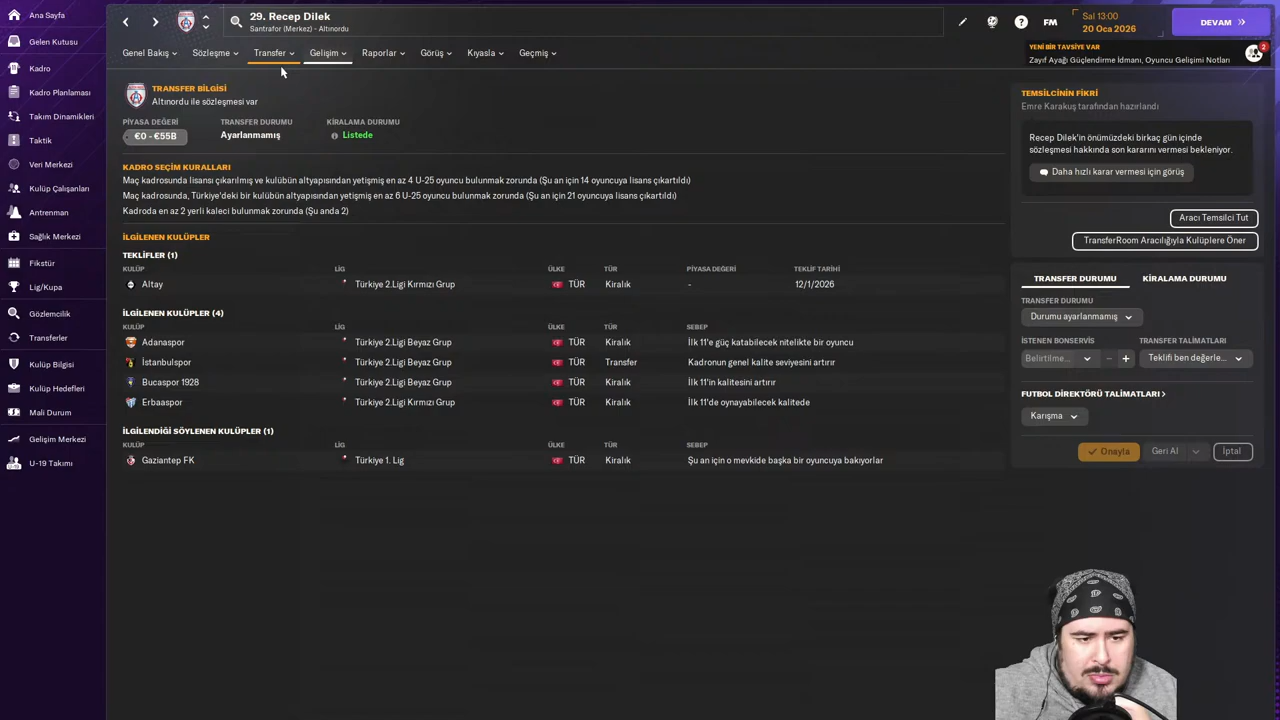 Ana Sayfa
Gelen Kutusu
Kadro
Kadro Planlaması
Takım Dinamikleri
Taktik
Veri Merkezi
Kulüp Çalışanları
Antrenman
Sağlık Merkezi
Fikstür
Lig/Kupa
Gözlemcilik
Transferler
Kulüp Bilgisi
Kulüp Hedefleri
Mali Durum
Gelişim Merkezi
U-19 Takımı
29. Recep Dilek
Santrafor (Merkez) - Altınordu
FM
Sal 13:00
20 Oca 2026
DEVAM
Genel Bakış
Sözleşme
Transfer
Gelişim
Raporlar
Görüş
Kıyasla
Geçmiş
YENİ BİR TAVSİYE VAR
Zayıf Ayağı Güçlendirme İdmanı, Oyuncu Gelişimi Notları
2
TRANSFER BİLGİSİ
Altınordu ile sözleşmesi var
PİYASA DEĞERİ TRANSFER DURUMU KİRALAMA DURUMU
€0 - €55B Ayarlanmamış Listede
KADRO SEÇİM KURALLARI
Maç kadrosunda lisansı çıkarılmış ve kulübün altyapısından yetişmiş en az 4 U-25 oyuncu bulunmak zorunda (Şu an için 14 oyuncuya lisans çıkartıldı)
Maç kadrosunda, Türkiye'deki bir kulübün altyapısından yetişmiş en az 6 U-25 oyuncu bulunmak zorunda (Şu an için 21 oyuncuya lisans çıkartıldı)
Kadroda en az 2 yerli kaleci bulunmak zorunda (Şu anda 2)
İLGİLENEN KULÜPLER
TEKLİFLER (1)
KULÜP LİG ÜLKE TÜR PİYASA DEĞERİ TEKLİF TARİHİ
Altay Türkiye 2.Ligi Kırmızı Grup TÜR Kiralık - 12/1/2026
İLGİLENEN KULÜPLER (4)
KULÜP LİG ÜLKE TÜR SEBEP
Adanaspor Türkiye 2.Ligi Beyaz Grup TÜR Kiralık İlk 11'e güç katabilecek nitelikte bir oyuncu
İstanbulspor Türkiye 2.Ligi Beyaz Grup TÜR Transfer Kadronun genel kalite seviyesini artırır
Bucaspor 1928 Türkiye 2.Ligi Beyaz Grup TÜR Kiralık İlk 11'in kalitesini artırır
Erbaaspor Türkiye 2.Ligi Kırmızı Grup TÜR Kiralık İlk 11'de oynayabilecek kalitede
İLGİLENDİĞİ SÖYLENEN KULÜPLER (1)
KULÜP LİG ÜLKE TÜR SEBEP
Gaziantep FK Türkiye 1. Lig TÜR Kiralık Şu an için o mevkide başka bir oyuncuya bakıyorlar
TEMSİLCİNİN FİKRİ
Emre Karakuş tarafından hazırlandı
Recep Dilek'in önümüzdeki birkaç gün içinde
sözleşmesi hakkında son kararını vermesi bekleniyor.
Daha hızlı karar vermesi için görüş
Aracı Temsilci Tut
TransferRoom Aracılığıyla Kulüplere Öner
TRANSFER DURUMU KİRALAMA DURUMU
TRANSFER DURUMU
Durumu ayarlanmamış
İSTENEN BONSERVİS TRANSFER TALİMATLARI
Belirtilme... Teklifi ben değerle...
FUTBOL DİREKTÖRÜ TALİMATLARI
Karışma
Onayla Geri Al İptal